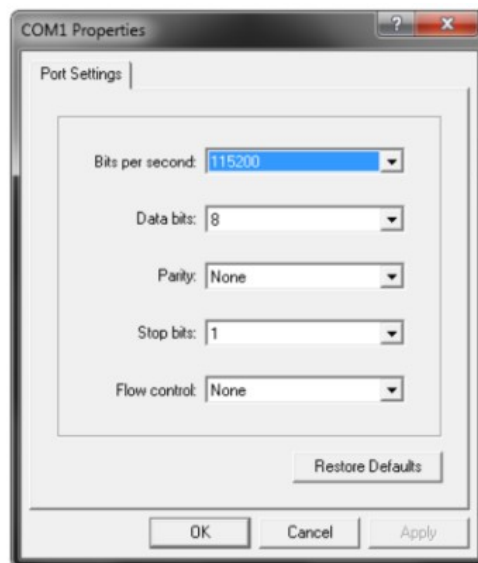 COM1 Properties
Port Settings
Bits per second: 115200
Data bits: 8
Parity: None
Stop bits: 1
Flow control: None
Restore Defaults
OK Cancel Apply